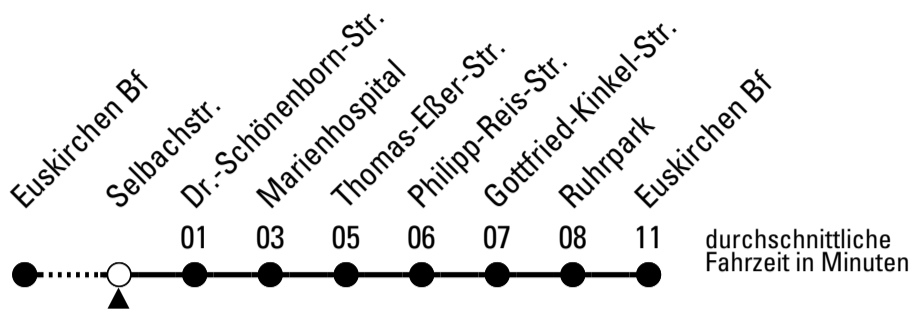 Euskirchen Bf
Selbachstr.
Dr.-Schönenborn-Str.
Marienhospital
Thomas-Eßer-Str.
Philipp-Reis-Str.
Gottfried-Kinkel-Str.
Ruhrpark
Euskirchen Bf
01 03 05 06 07 08 11
durchschnittliche
Fahrzeit in Minuten